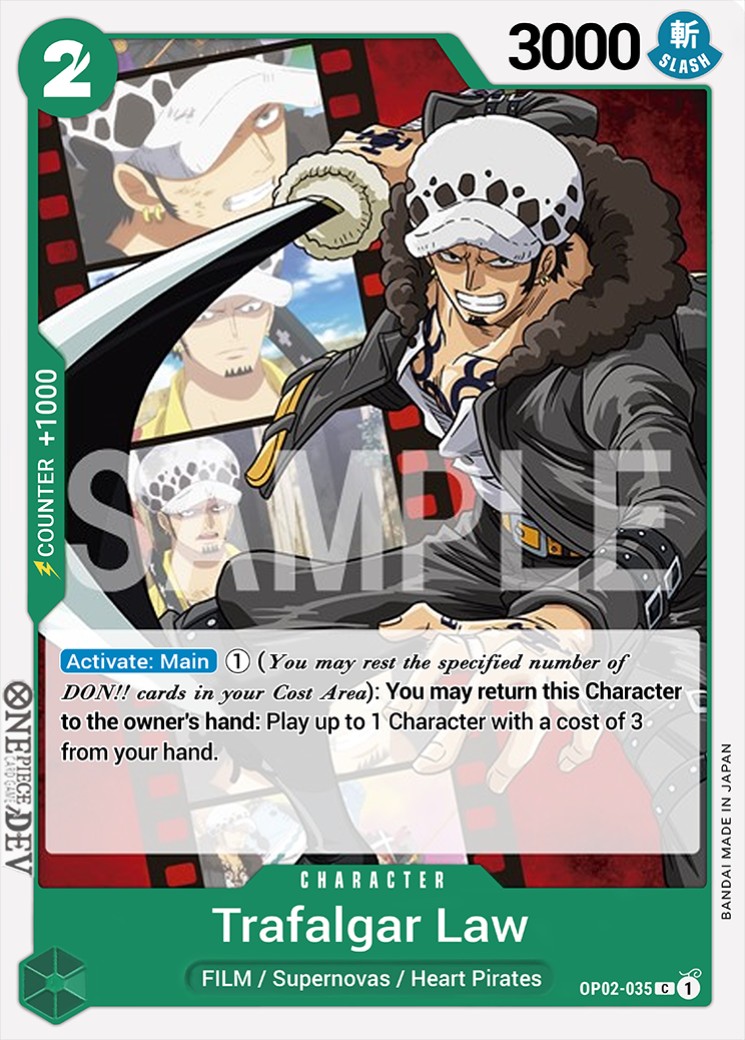 2
3000
斬
SLASH
COUNTER +1000
SAMPLE
Activate: Main ① (You may rest the specified number of
DON!! cards in your Cost Area): You may return this Character
to the owner's hand: Play up to 1 Character with a cost of 3
from your hand.
ONE PIECE
CARD GAME
DEV
BANDAI MADE IN JAPAN
CHARACTER
Trafalgar Law
FILM / Supernovas / Heart Pirates
OP02-035 C 1